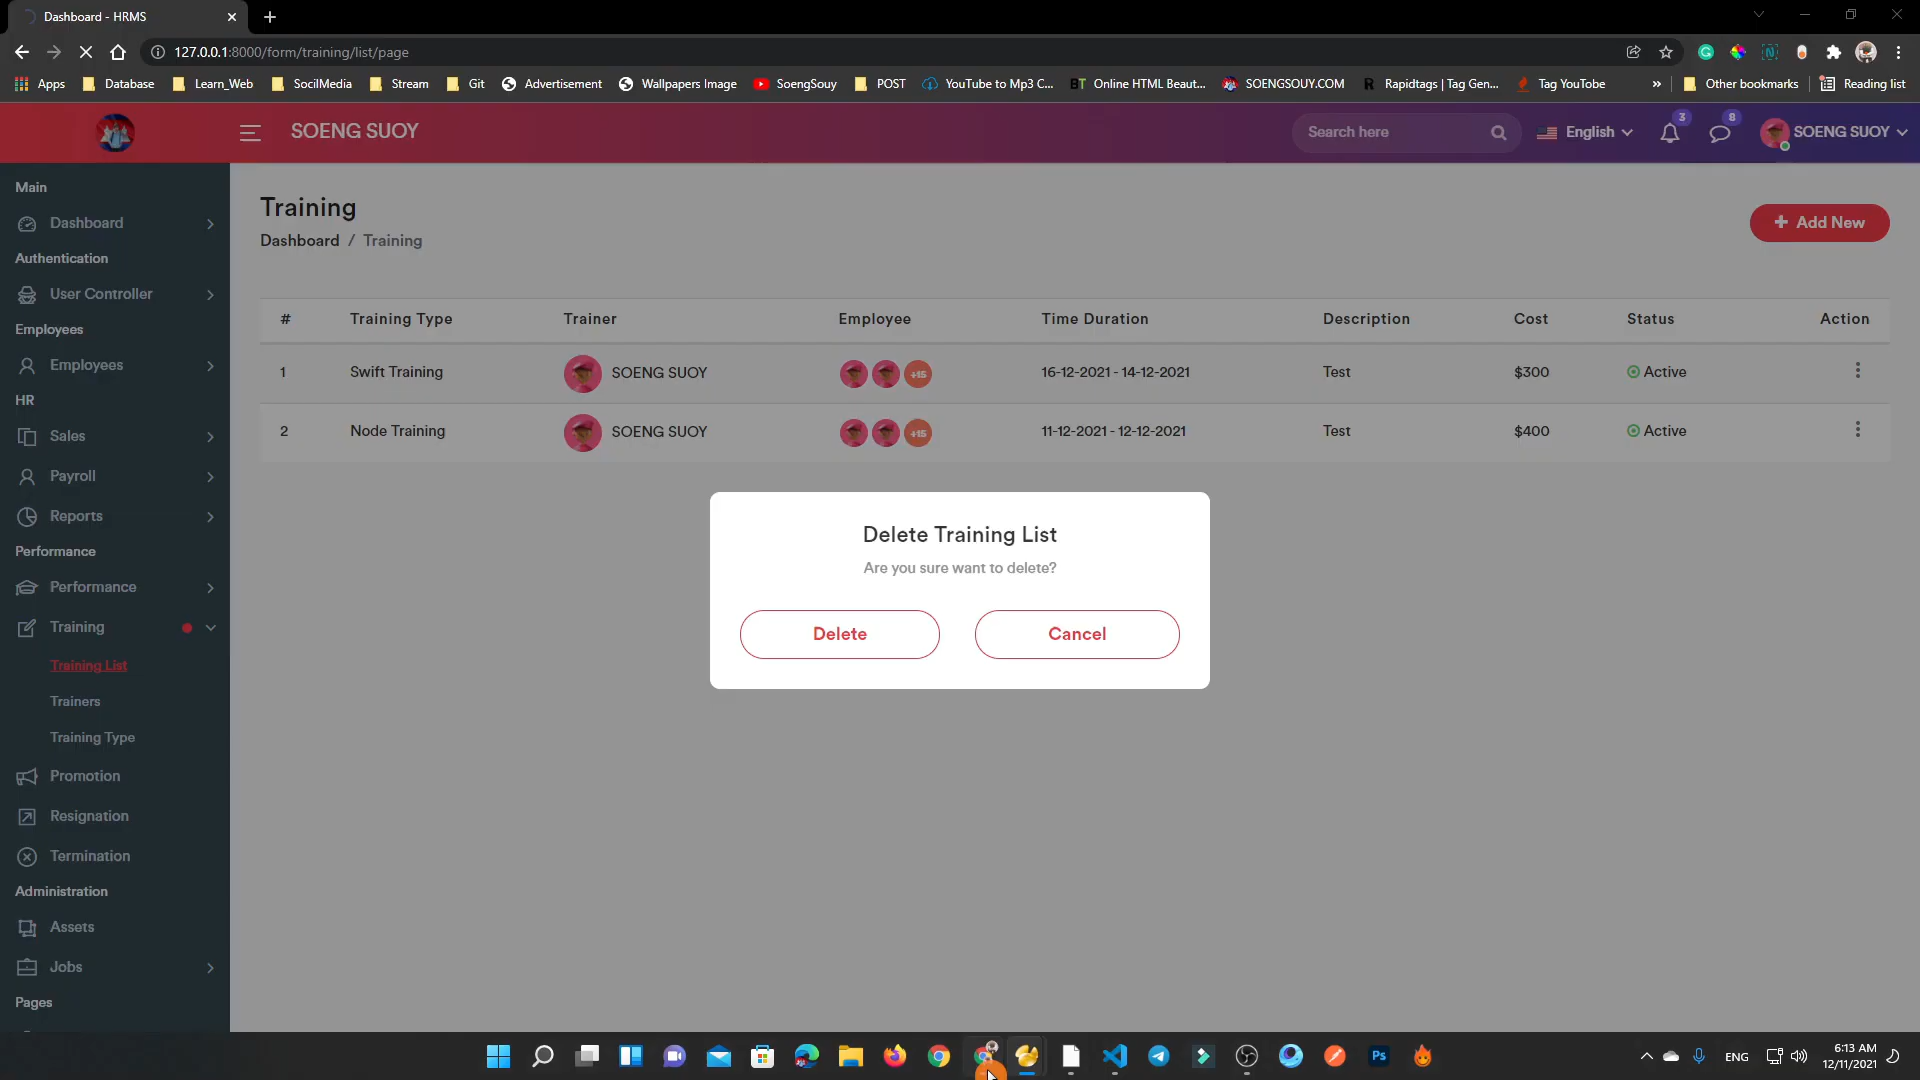 Dashboard - HRMS
127.0.0.1:8000/form/training/list/page
Apps Database Learn_Web SocilMedia Stream Git Advertisement Wallpapers Image SoengSouy POST YouTube to Mp3 C... BT Online HTML Beaut... SOENGSOUY.COM R Rapidtags | Tag Gen... Tag YouTube » Other bookmarks Reading list
SOENG SUOY Search here English 3 8 SOENG SUOY
Main
Dashboard
Authentication
User Controller
Employees
Employees
HR
Sales
Payroll
Reports
Performance
Performance
Training
Training List
Trainers
Training Type
Promotion
Resignation
Termination
Administration
Assets
Jobs
Pages
Training
Dashboard / Training
+ Add New
# Training Type Trainer Employee Time Duration Description Cost Status Action
1 Swift Training SOENG SUOY +15 16-12-2021 - 14-12-2021 Test $300 Active
2 Node Training SOENG SUOY +15 11-12-2021 - 12-12-2021 Test $400 Active
Delete Training List
Are you sure want to delete?
Delete Cancel
Ps
ENG
6:13 AM
12/11/2021